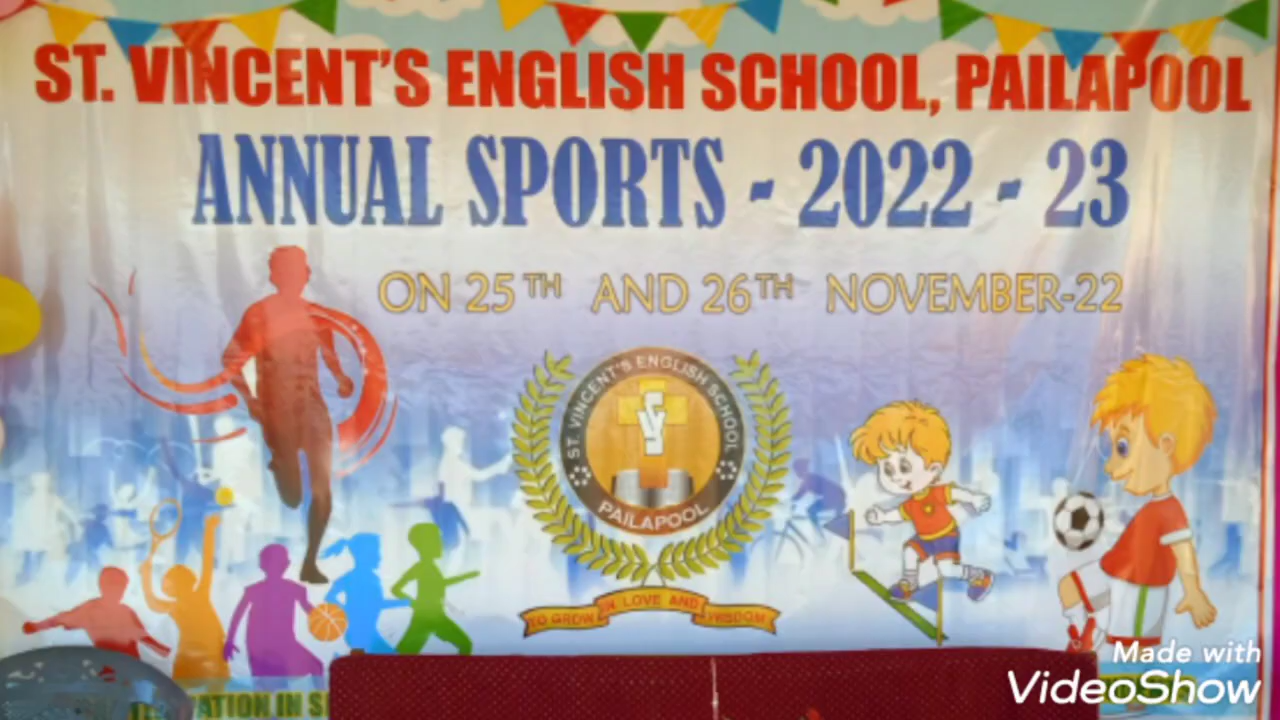 ST. VINCENT'S ENGLISH SCHOOL, PAILAPOOL
ANNUAL SPORTS - 2022 - 23
ON 25TH AND 26TH NOVEMBER-22
ST. VINCENT'S ENGLISH SCHOOL
PAILAPOOL
TO GROW IN LOVE AND WISDOM
IN
Made with
VideoShow